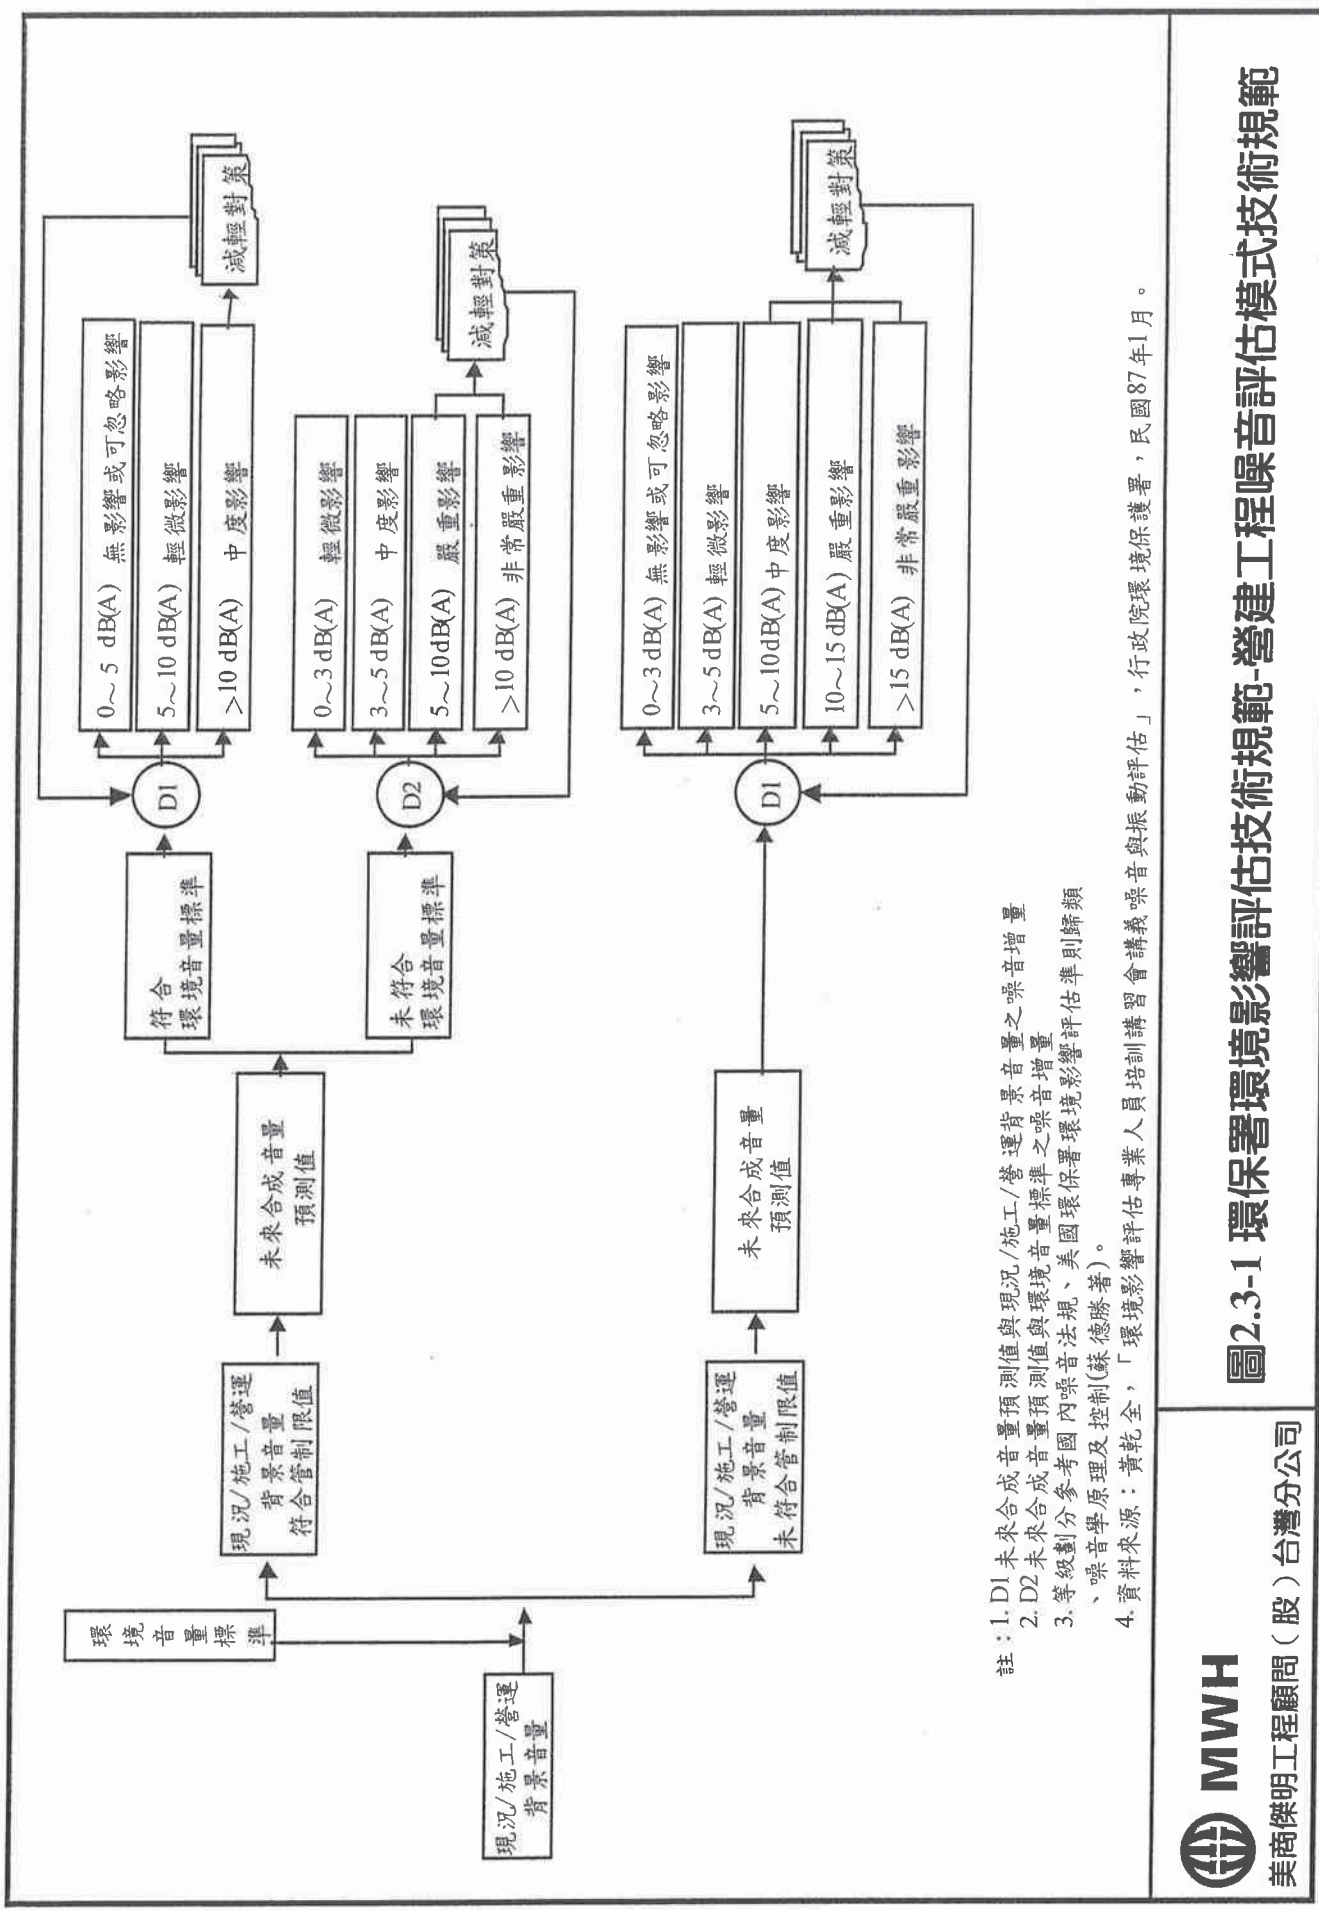 環境音量標準
現況/施工/營運
背景音量
現況/施工/營運
背景音量
符合管制限值
未來合成音量
預測值
符合
環境音量標準
D1
0～5 dB(A) 無影響或可忽略影響
5～10 dB(A) 輕微影響
>10 dB(A) 中度影響
減輕對策
未符合
環境音量標準
D2
0～3 dB(A) 輕微影響
3～5 dB(A) 中度影響
5～10dB(A) 嚴重影響
>10 dB(A) 非常嚴重影響
減輕對策
現況/施工/營運
背景音量
未符合管制限值
未來合成音量
預測值
D1
0～3 dB(A) 無影響或可忽略影響
3～5 dB(A) 輕微影響
5～10dB(A) 中度影響
10～15 dB(A) 嚴重影響
>15 dB(A) 非常嚴重影響
減輕對策
註：1. D1 未來合成音量預測值與現況/施工/營運背景音量之噪音增量
2. D2 未來合成音量預測值與環境音量標準之噪音增量
3. 等級劃分參考國內噪音法規、美國環保署環境影響評估準則歸類
、噪音學原理及控制(蘇德勝著)。
4. 資料來源：黃乾全，「環境影響評估專業人員培訓講習會講義噪音與振動評估」，行政院環境保護署，民國87年1月。
MWH
美商傑明工程顧問（股）台灣分公司
圖2.3-1 環保署環境影響評估技術規範-營建工程噪音評估模式技術規範